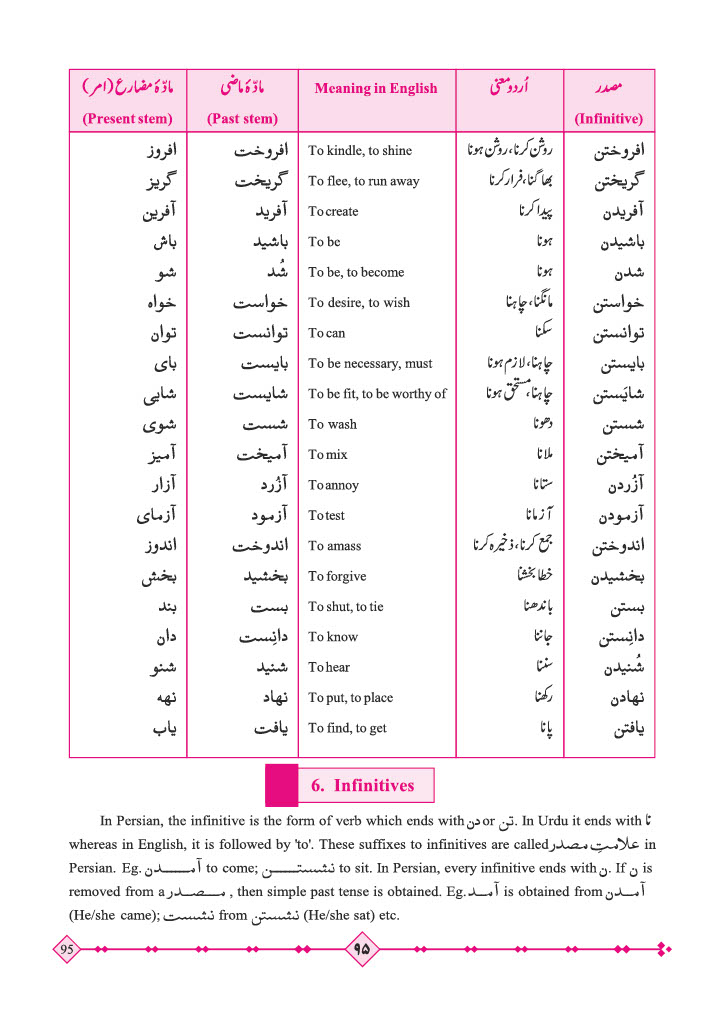 مادّۂ مضارع (امر) مادّۂ ماضی Meaning in English اُردو معنی مصدر
(Present stem) (Past stem) (Infinitive)
افروز افروخت To kindle, to shine روشن کرنا، روشن ہونا افروختن
گریز گریخت To flee, to run away بھاگنا، فرار کرنا گریختن
آفرین آفرید To create پیدا کرنا آفریدن
باش باشید To be ہونا باشیدن
شو شُد To be, to become ہونا شدن
خواہ خواست To desire, to wish مانگنا، چاہنا خواستن
توان توانست To can سکنا توانستن
بای بایست To be necessary, must چاہنا، لازم ہونا بایستن
شایی شایست To be fit, to be worthy of چاہنا، مستحق ہونا شایَستن
شوی شست To wash دھونا شستن
آمیز آمیخت To mix ملانا آمیختن
آزار آزُرد To annoy ستانا آزُردن
آزمای آزمود To test آزمانا آزمودن
اندوز اندوخت To amass جمع کرنا، ذخیرہ کرنا اندوختن
بخش بخشید To forgive خطا بخشنا بخشیدن
بند بست To shut, to tie باندھنا بستن
دان دانِست To know جاننا دانِستن
شنو شنید To hear سننا شُنیدن
نهه نهاد To put, to place رکھنا نهادن
یاب یافت To find, to get پانا یافتن
6. Infinitives
In Persian, the infinitive is the form of verb which ends with دن or تن. In Urdu it ends with نا
whereas in English, it is followed by 'to'. These suffixes to infinitives are called علامتِ مصدر in
Persian. Eg. آمـــدن to come; نشستـــن to sit. In Persian, every infinitive ends with ن. If ن is
removed from a مـصـدر , then simple past tense is obtained. Eg. آمـد is obtained from آمـدن
(He/she came); نشست from نشستن (He/she sat) etc.
95 ۹۵